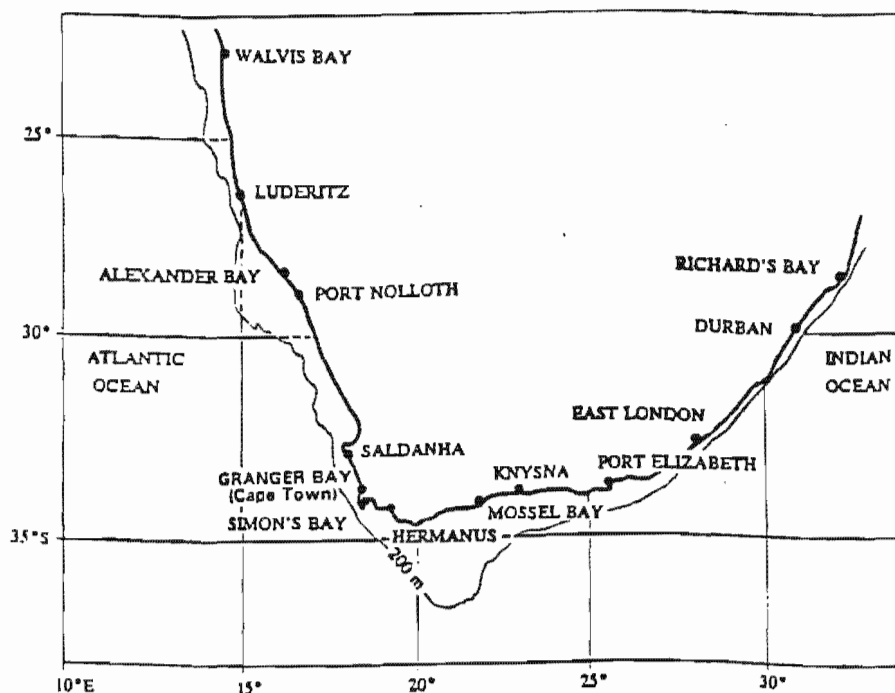 WALVIS BAY
25°
LUDERITZ
ALEXANDER BAY
RICHARD'S BAY
PORT NOLLOTH
DURBAN
30°
ATLANTIC
OCEAN
INDIAN
OCEAN
EAST LONDON
SALDANHA
PORT ELIZABETH
GRANGER BAY
(Cape Town)
KNYSNA
MOSSEL BAY
SIMON'S BAY
HERMANUS
35°S
200 m
10°E
15°
20°
25°
30°